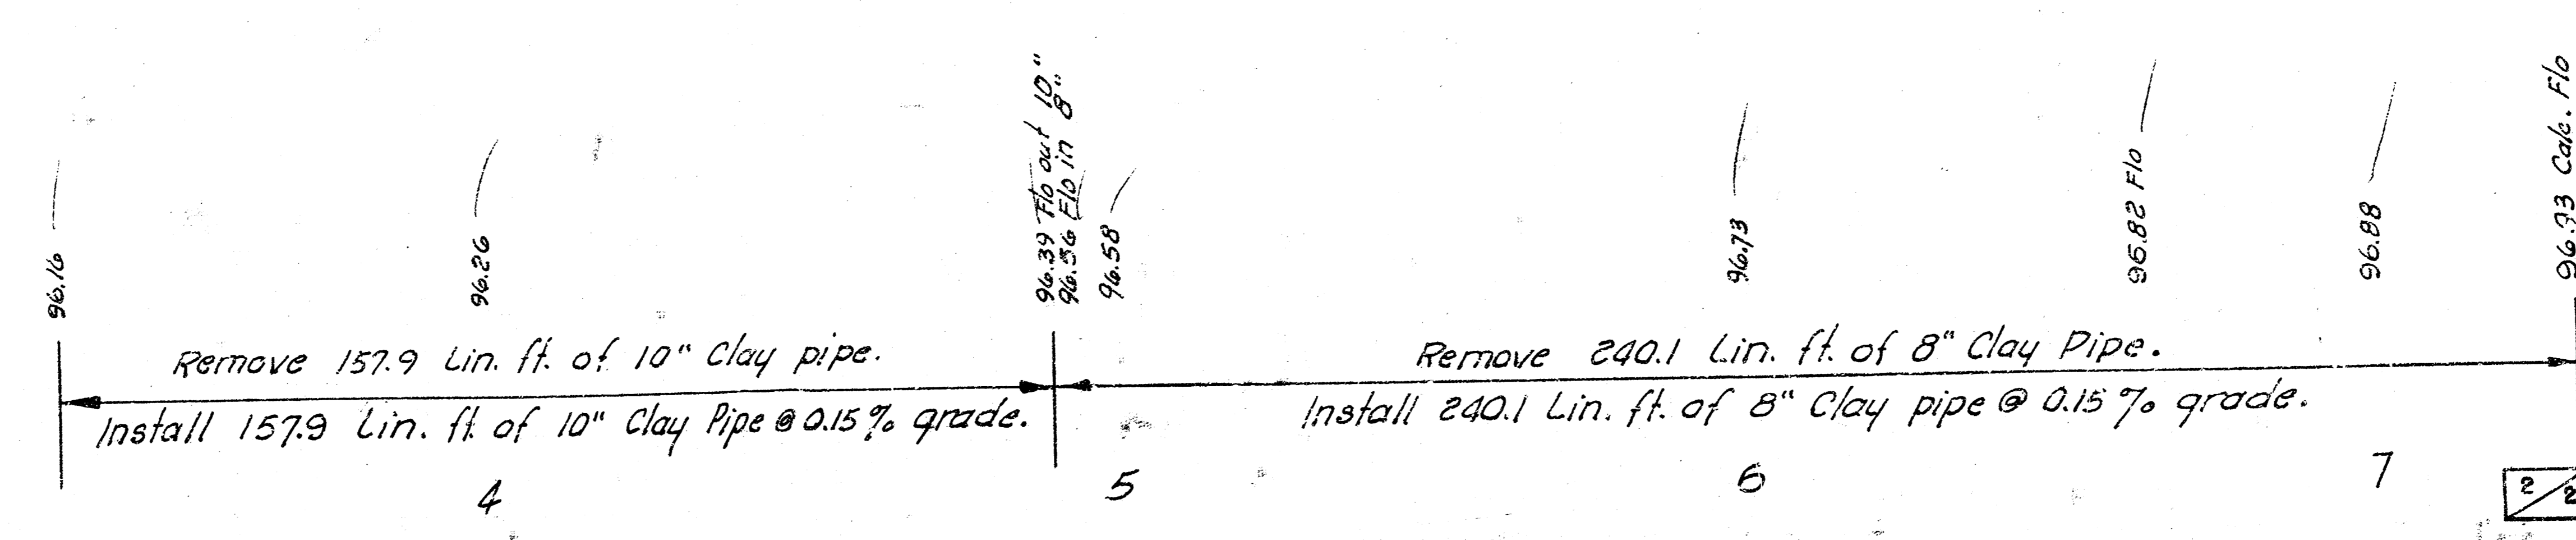 96.16
96.26
96.39 Flo out 10"
96.56 Flo in 8"
96.58
96.73
95.82 Flo
96.88
96.93 Calc. Flo
Remove 157.9 Lin. ft. of 10" Clay pipe.
Install 157.9 Lin. ft. of 10" Clay Pipe @ 0.15% grade.
Remove 240.1 Lin. ft. of 8" Clay Pipe.
Install 240.1 Lin. ft. of 8" Clay pipe @ 0.15% grade.
4
5
6
7
2/2